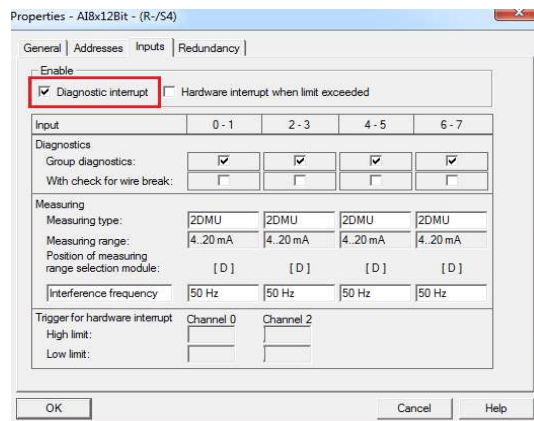 Properties - AI8x12Bit - (R-/S4)
General Addresses Inputs Redundancy
Enable
Diagnostic interrupt Hardware interrupt when limit exceeded
Input 0 - 1 2 - 3 4 - 5 6 - 7
Diagnostics
Group diagnostics:
With check for wire break:
Measuring
Measuring type: 2DMU 2DMU 2DMU 2DMU
Measuring range: 4..20 mA 4..20 mA 4..20 mA 4..20 mA
Position of measuring
range selection module: [ D ] [ D ] [ D ] [ D ]
Interference frequency 50 Hz 50 Hz 50 Hz 50 Hz
Trigger for hardware interrupt Channel 0 Channel 2
High limit:
Low limit:
OK Cancel Help